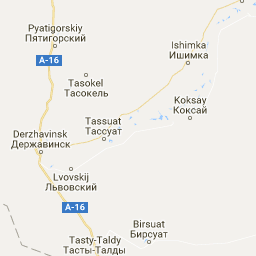 Pyatigorskiy
Пятигорский
A-16
Ishimka
Ишимка
Tasokel
Тасокель
Koksay
Коксай
Tassuat
Тассуат
Derzhavinsk
Державинск
Lvovskij
Львовский
A-16
Birsuat
Бирсуат
Tasty-Taldy
Тасты-Талды